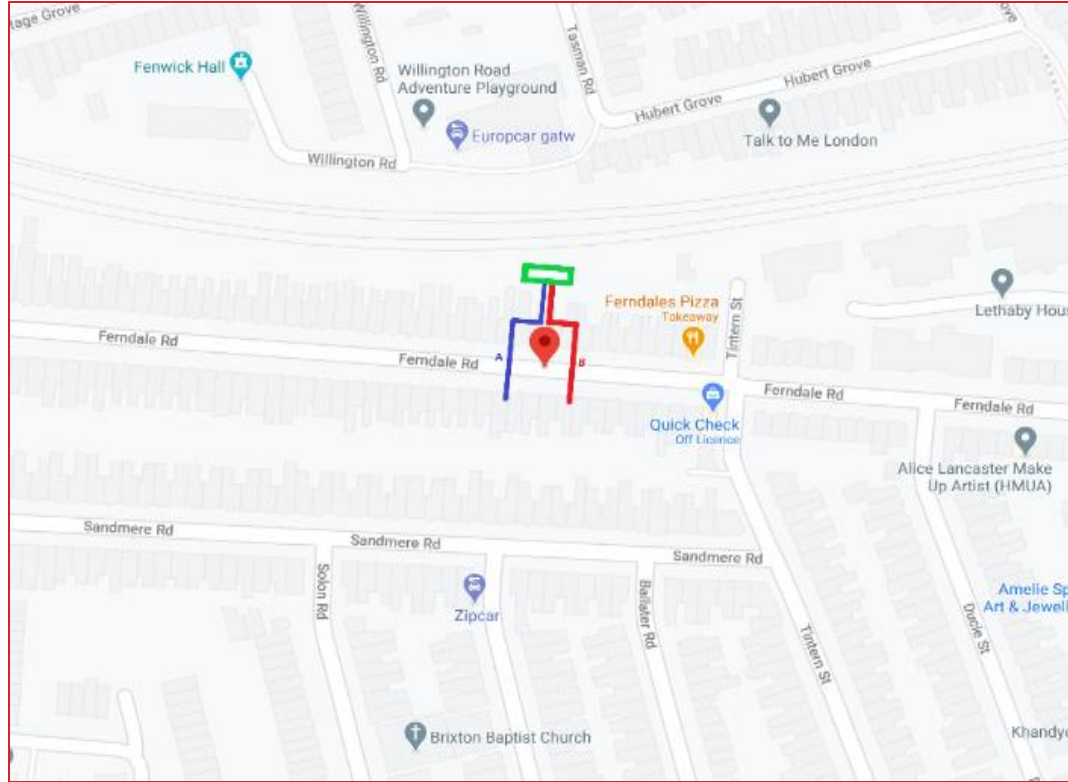 tage Grove
Willington Rd
Tasman Rd
Fenwick Hall
Willington Road
Adventure Playground
Hubert Grove
Hubert Grove
Europcar gatw
Talk to Me London
Willington Rd
Ferndales Pizza
Takeaway
Tintern St
Lethaby Hou
Ferndale Rd
Ferndale Rd
A
B
Ferndale Rd
Ferndale Rd
Quick Check
Off Licence
Alice Lancaster Make
Up Artist (HMUA)
Sandmere Rd
Sandmere Rd
Sandmere Rd
Solon Rd
Zipcar
Ballater Rd
Tintern St
Ducie St
Amelie Sp
Art & Jewell
Brixton Baptist Church
Khandy